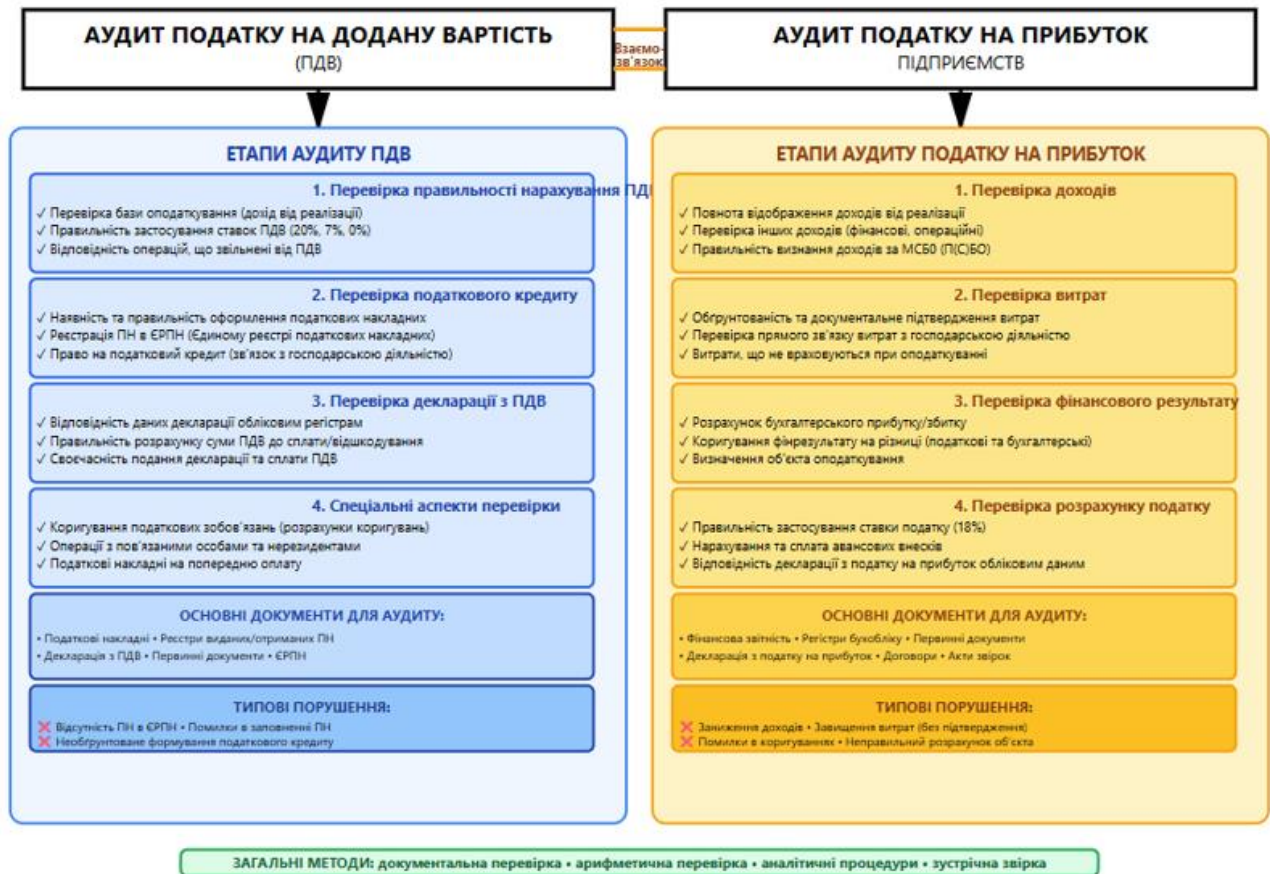 АУДИТ ПОДАТКУ НА ДОДАНУ ВАРТІСТЬ
(ПДВ)
Взаємо-
зв'язок
АУДИТ ПОДАТКУ НА ПРИБУТОК
ПІДПРИЄМСТВ
ЕТАПИ АУДИТУ ПДВ
1. Перевірка правильності нарахування ПДВ
✓ Перевірка бази оподаткування (дохід від реалізації)
✓ Правильність застосування ставок ПДВ (20%, 7%, 0%)
✓ Відповідність операцій, що звільнені від ПДВ
2. Перевірка податкового кредиту
✓ Наявність та правильність оформлення податкових накладних
✓ Реєстрація ПН в ЄРПН (Єдиному реєстрі податкових накладних)
✓ Право на податковий кредит (зв'язок з господарською діяльністю)
3. Перевірка декларації з ПДВ
✓ Відповідність даних декларації обліковим регістрам
✓ Правильність розрахунку суми ПДВ до сплати/відшкодування
✓ Своєчасність подання декларації та сплати ПДВ
4. Спеціальні аспекти перевірки
✓ Коригування податкових зобов'язань (розрахунки коригувань)
✓ Операції з пов'язаними особами та нерезидентами
✓ Податкові накладні на попередню оплату
ОСНОВНІ ДОКУМЕНТИ ДЛЯ АУДИТУ:
• Податкові накладні • Реєстри виданих/отриманих ПН
• Декларація з ПДВ • Первинні документи • ЄРПН
ТИПОВІ ПОРУШЕННЯ:
❌ Відсутність ПН в ЄРПН • Помилки в заповненні ПН
❌ Необґрунтоване формування податкового кредиту
ЕТАПИ АУДИТУ ПОДАТКУ НА ПРИБУТОК
1. Перевірка доходів
✓ Повнота відображення доходів від реалізації
✓ Перевірка інших доходів (фінансові, операційні)
✓ Правильність визнання доходів за МСБО (П(С)БО)
2. Перевірка витрат
✓ Обґрунтованість та документальне підтвердження витрат
✓ Перевірка прямого зв'язку витрат з господарською діяльністю
✓ Витрати, що не враховуються при оподаткуванні
3. Перевірка фінансового результату
✓ Розрахунок бухгалтерського прибутку/збитку
✓ Коригування фінрезультату на різниці (податкові та бухгалтерські)
✓ Визначення об'єкта оподаткування
4. Перевірка розрахунку податку
✓ Правильність застосування ставки податку (18%)
✓ Нарахування та сплата авансових внесків
✓ Відповідність декларації з податку на прибуток обліковим даним
ОСНОВНІ ДОКУМЕНТИ ДЛЯ АУДИТУ:
• Фінансова звітність • Регістри бухобліку • Первинні документи
• Декларація з податку на прибуток • Договори • Акти звірок
ТИПОВІ ПОРУШЕННЯ:
❌ Заниження доходів • Завищення витрат (без підтвердження)
❌ Помилки в коригуваннях • Неправильний розрахунок об'єкта
ЗАГАЛЬНІ МЕТОДИ: документальна перевірка • арифметична перевірка • аналітичні процедури • зустрічна звірка